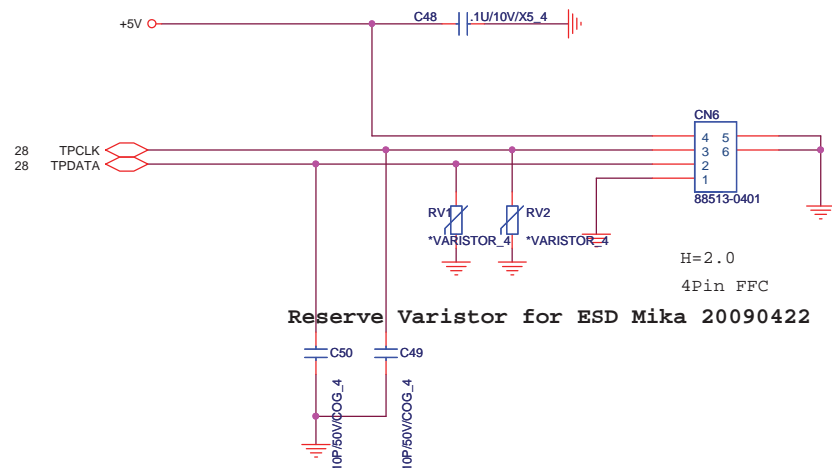 C48 .1U/10V/X5_4
+5V
CN6
4 5
3 6
2
1
88513-0401
28 TPCLK
28 TPDATA
RV1
*VARISTOR_4
RV2
*VARISTOR_4
H=2.0
4Pin FFC
Reserve Varistor for ESD Mika 20090422
C50
10P/50V/COG_4
C49
10P/50V/COG_4